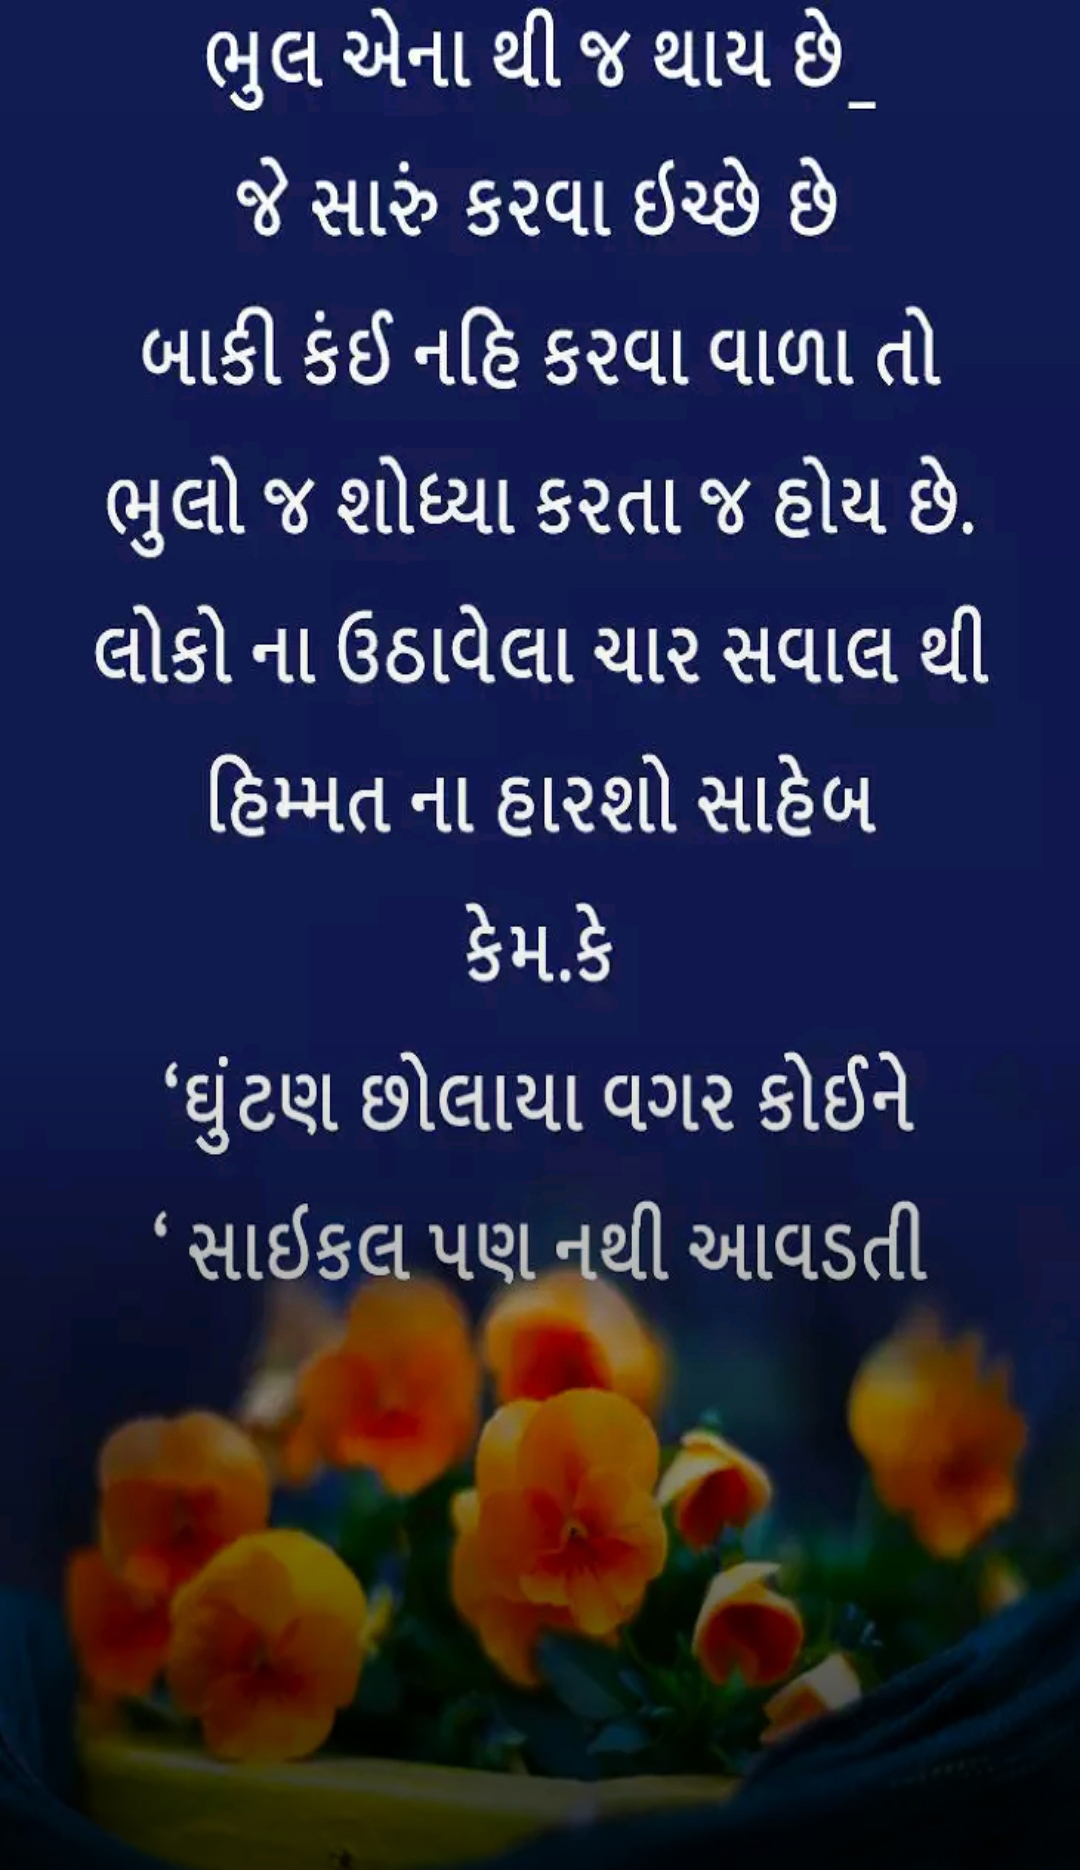 ભુલ એના થી જ થાય છે_
જે સારું કરવા ઈચ્છે છે
બાકી કંઈ નહિ કરવા વાળા તો
ભુલો જ શોધ્યા કરતા જ હોય છે.
લોકો ના ઉઠાવેલા ચાર સવાલ થી
હિમ્મત ના હારશો સાહેબ
કેમ.કે
‘ઘુંટણ છોલાયા વગર કોઈને
‘ સાઇકલ પણ નથી આવડતી